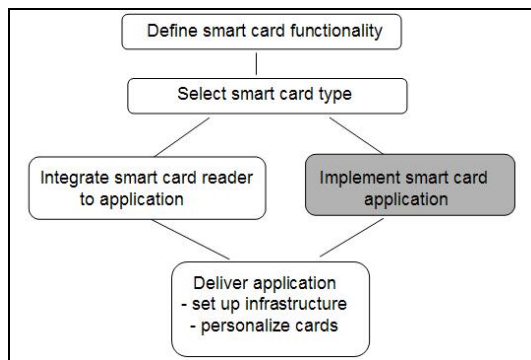 Define smart card functionality
Select smart card type
Integrate smart card reader
to application
Implement smart card
application
Deliver application
- set up infrastructure
- personalize cards